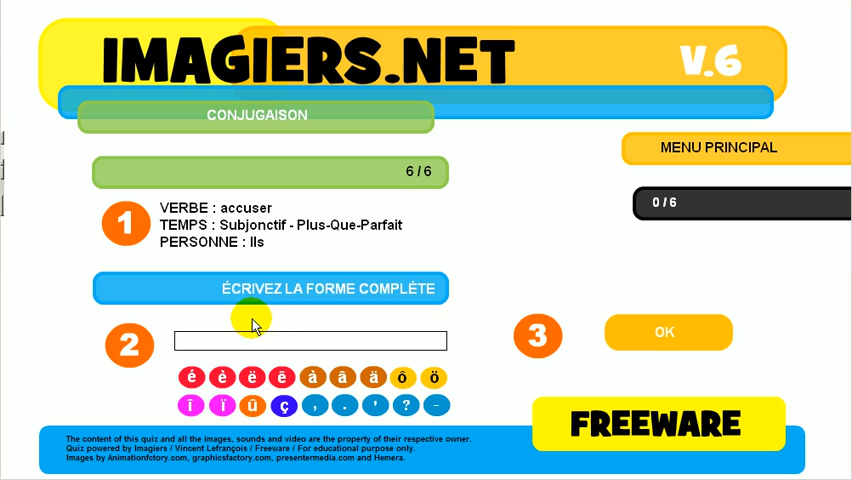 IMAGIERS.NET
V.6
CONJUGAISON
MENU PRINCIPAL
6 / 6
0 / 6
1
VERBE : accuser
TEMPS : Subjonctif - Plus-Que-Parfait
PERSONNE : Ils
ÉCRIVEZ LA FORME COMPLÈTE
2
3
OK
é è ë ê à â ä ô ö
î ï û ç , . ' ? -
FREEWARE
The content of this quiz and all the images, sounds and video are the property of their respective owner.
Quiz powered by Imagiers / Vincent Lefrançois / Freeware / For educational purpose only.
Images by Animationfctory.com, graphicsfactory.com, presentermedia.com and Hemera.